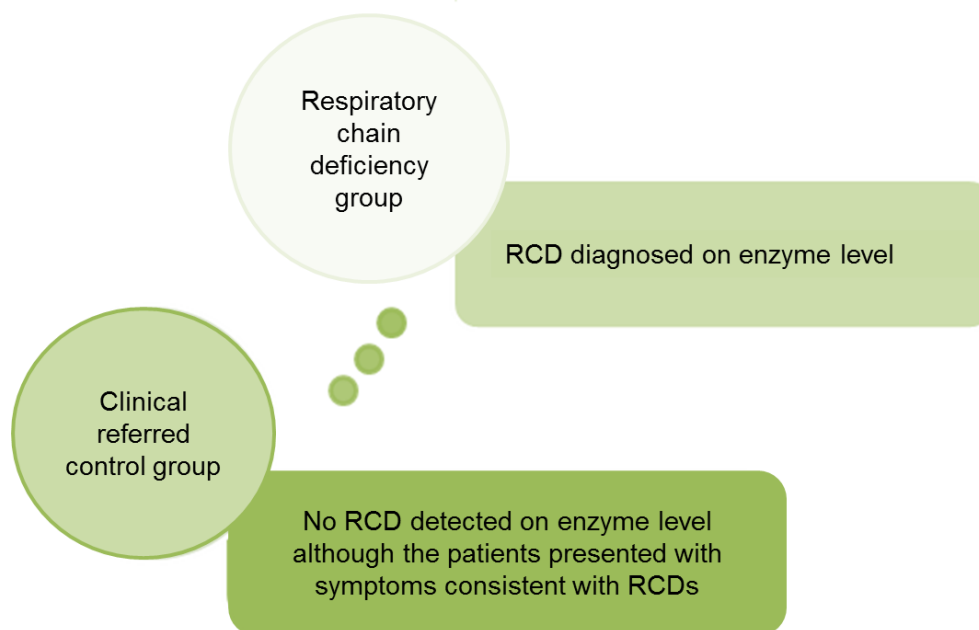 Respiratory
chain
deficiency
group
RCD diagnosed on enzyme level
Clinical
referred
control group
No RCD detected on enzyme level
although the patients presented with
symptoms consistent with RCDs